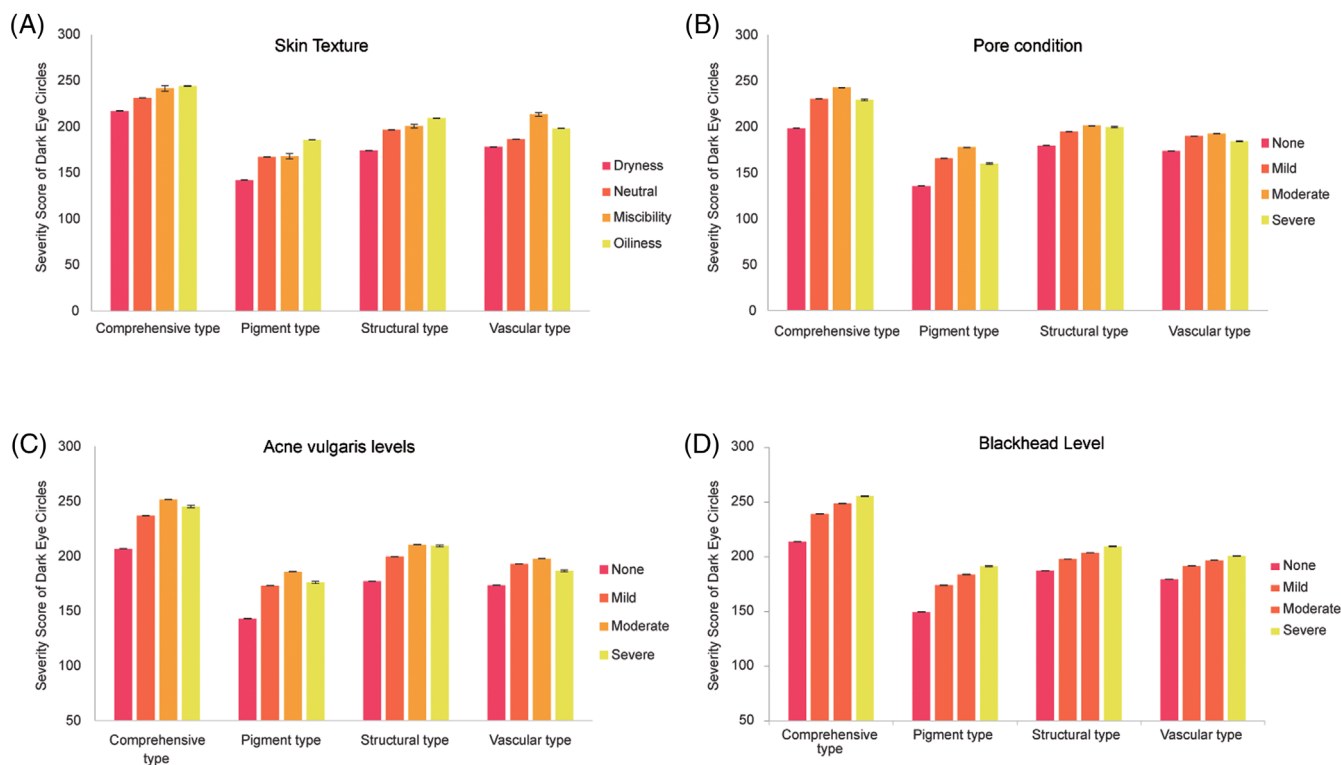 (A)
Skin Texture
Severity Score of Dark Eye Circles
300
250
200
150
100
50
0
Comprehensive type
Pigment type
Structural type
Vascular type
Dryness
Neutral
Miscibility
Oiliness
(B)
Pore condition
Severity Score of Dark Eye Circles
300
250
200
150
100
50
0
Comprehensive type
Pigment type
Structural type
Vascular type
None
Mild
Moderate
Severe
(C)
Acne vulgaris levels
Severity Score of Dark Eye Circles
300
250
200
150
100
50
Comprehensive
type
Pigment type
Structural type
Vascular type
None
Mild
Moderate
Severe
(D)
Blackhead Level
Severity Score of Dark Eye Circles
300
250
200
150
100
50
Comprehensive
type
Pigment type
Structural type
Vascular type
None
Mild
Moderate
Severe